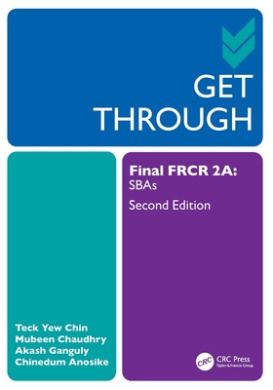 GET
THROUGH
Final FRCR 2A:
SBAs
Second Edition
Teck Yew Chin
Mubeen Chaudhry
Akash Ganguly
Chinedum Anosike
CRC
CRC Press
Taylor & Francis Group